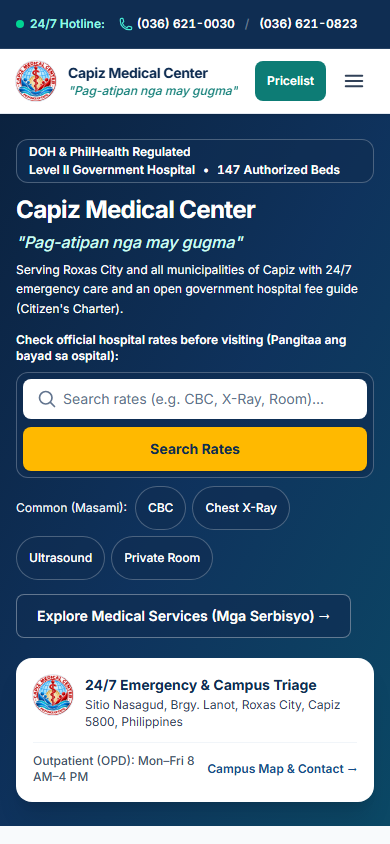 24/7 Hotline: (036) 621-0030 / (036) 621-0823
Capiz Medical Center
"Pag-atipan nga may gugma"
Pricelist
DOH & PhilHealth Regulated
Level II Government Hospital • 147 Authorized Beds
Capiz Medical Center
"Pag-atipan nga may gugma"
Serving Roxas City and all municipalities of Capiz with 24/7
emergency care and an open government hospital fee guide
(Citizen's Charter).
Check official hospital rates before visiting (Pangitaa ang
bayad sa ospital):
Search rates (e.g. CBC, X-Ray, Room)...
Search Rates
Common (Masami): CBC Chest X-Ray
Ultrasound Private Room
Explore Medical Services (Mga Serbisyo) →
24/7 Emergency & Campus Triage
Sitio Nasagud, Brgy. Lanot, Roxas City, Capiz
5800, Philippines
Outpatient (OPD): Mon–Fri 8
AM–4 PM
Campus Map & Contact →